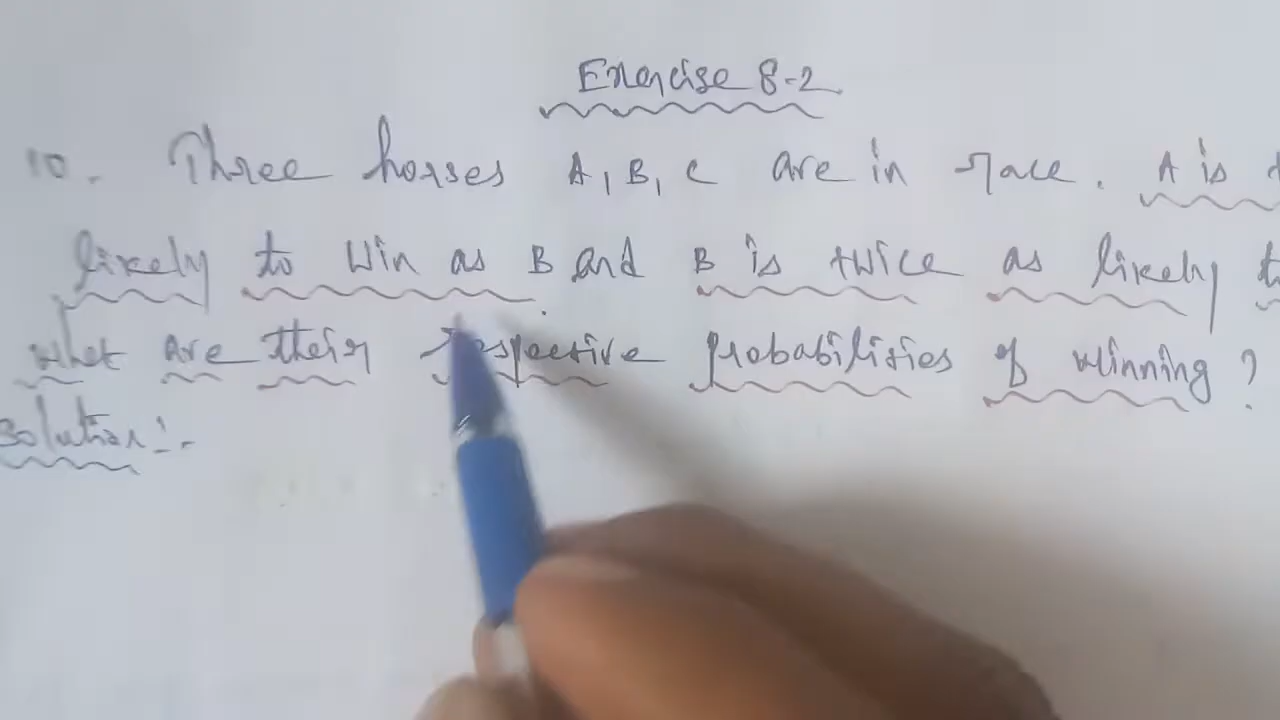 Exercise 8-2
10. Three horses A, B, C are in race. A is
likely to win as B and B is twice as likely
what are their respective probabilities of winning?
Solution:-